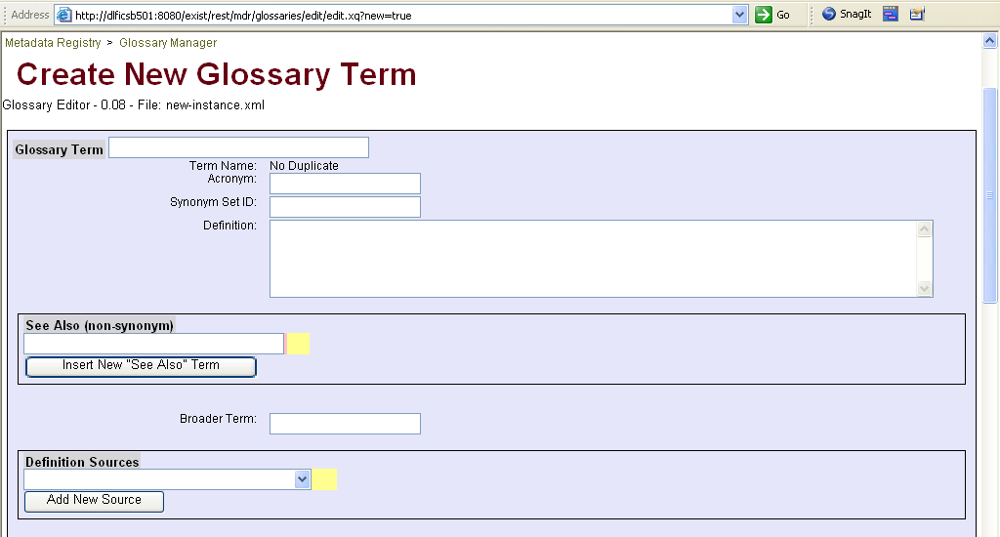 Address http://dlficsb501:8080/exist/rest/mdr/glossaries/edit/edit.xq?new=true Go SnagIt
Metadata Registry > Glossary Manager
Create New Glossary Term
Glossary Editor - 0.08 - File: new-instance.xml
Glossary Term
Term Name: No Duplicate
Acronym:
Synonym Set ID:
Definition:
See Also (non-synonym)
Insert New "See Also" Term
Broader Term:
Definition Sources
Add New Source